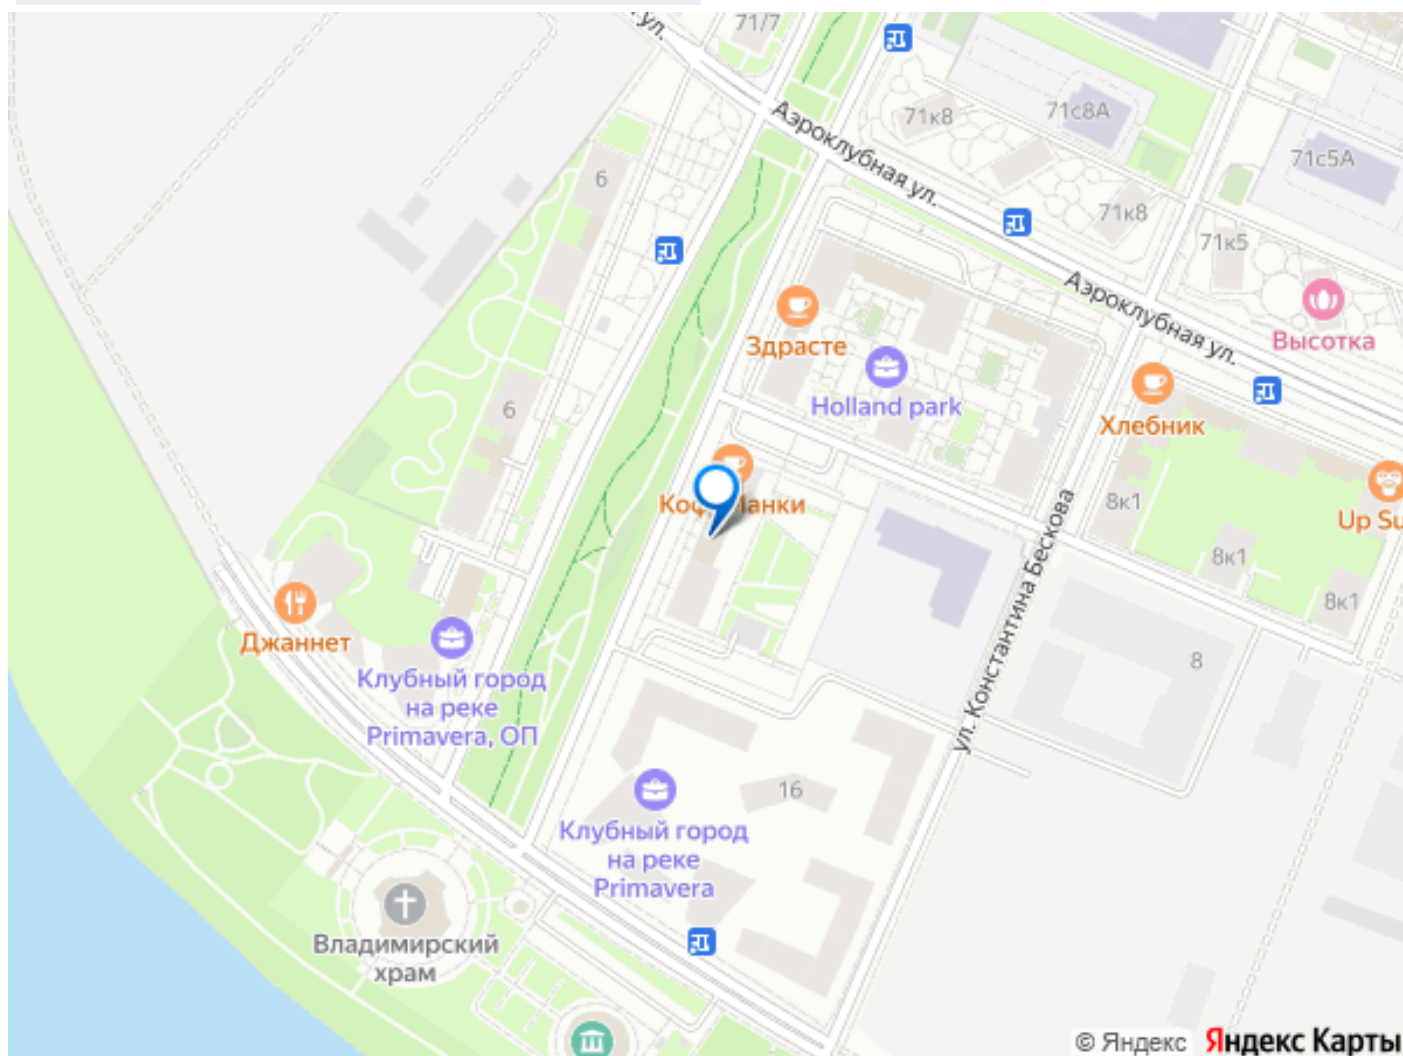 71/7
ул.
Аэроклубная ул.
71к8
71с8А
71с5А
71к8
71к5
6
Аэроклубная ул.
Высотка
Здрасте
Holland park
Хлебник
6
8к1
Up Su
8к1
8к1
ул. Константина Бескова
8
Джаннет
Клубный город
на реке
Primavera, ОП
16
Клубный город
на реке
Primavera
Владимирский
храм
© Яндекс Яндекс Карты